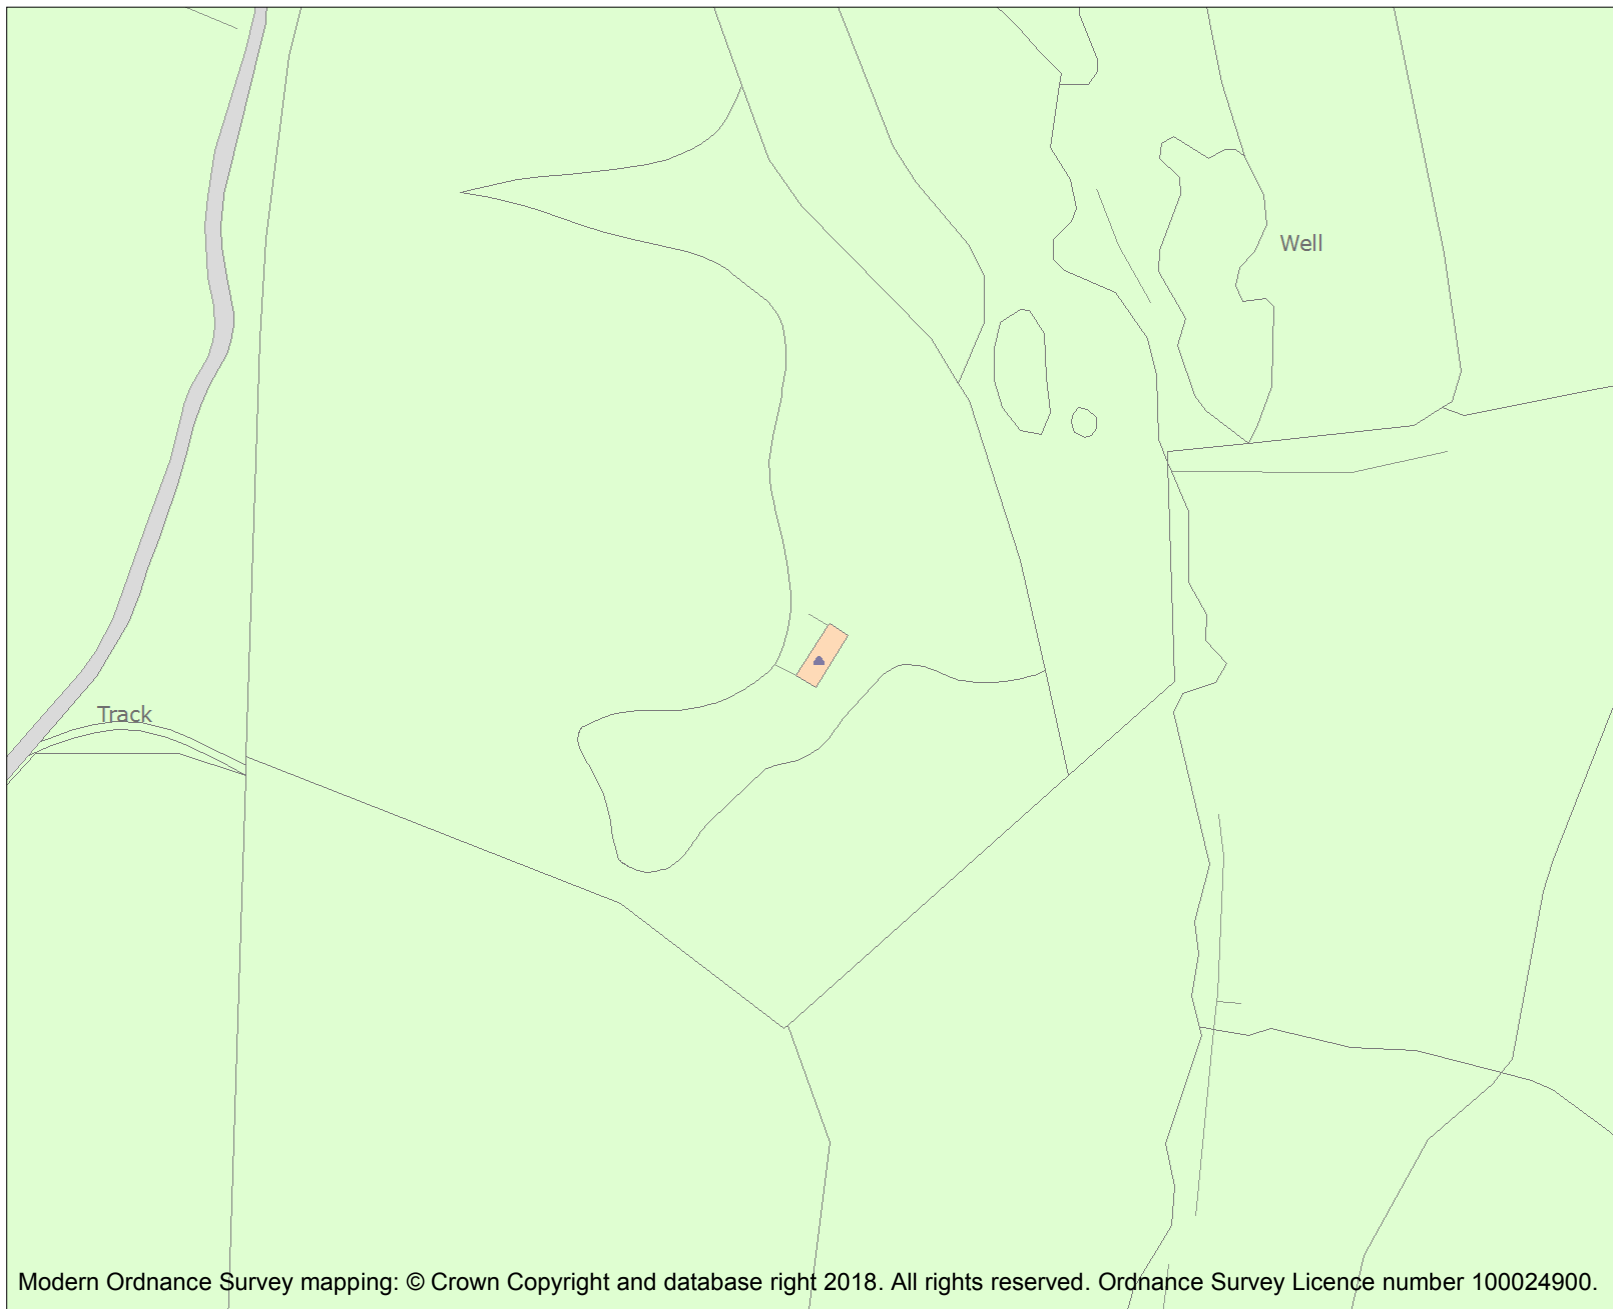 Well
Track
Modern Ordnance Survey mapping: © Crown Copyright and database right 2018. All rights reserved. Ordnance Survey Licence number 100024900.